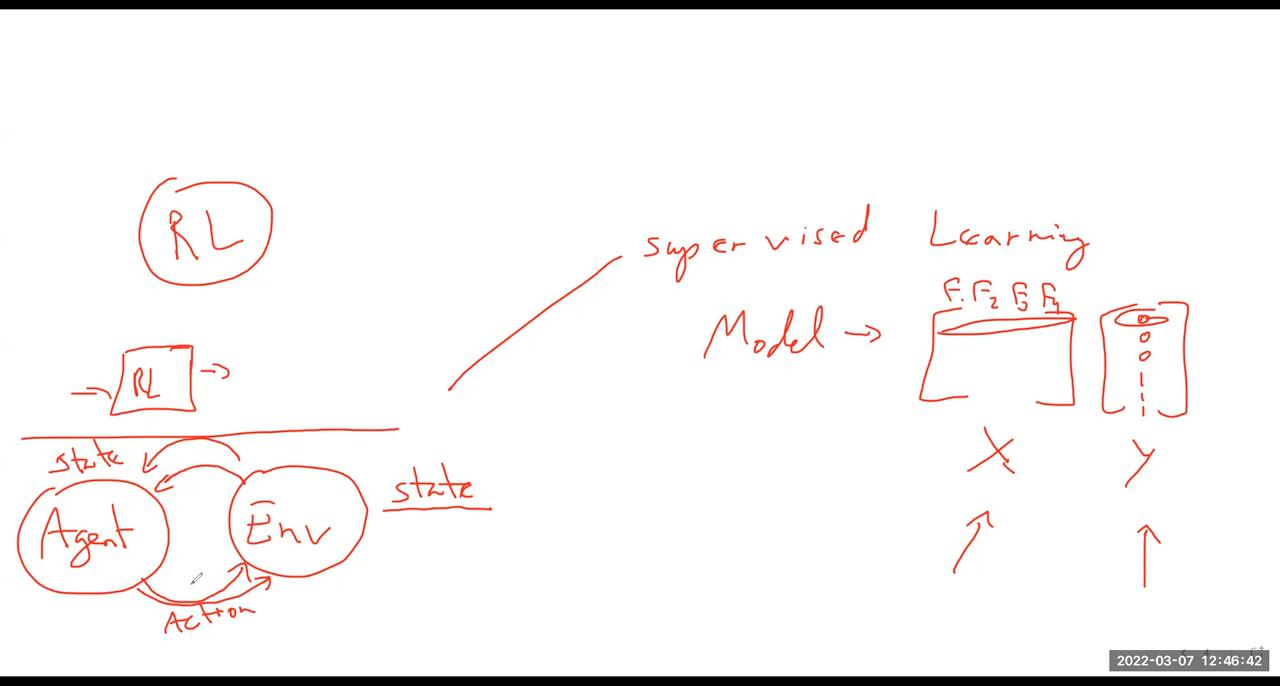 RL
supervised Learning
F1 F2 F3 F4
Model →
RL
X
Y
state
state
Agent
Env
Action
2022-03-07 12:46:42